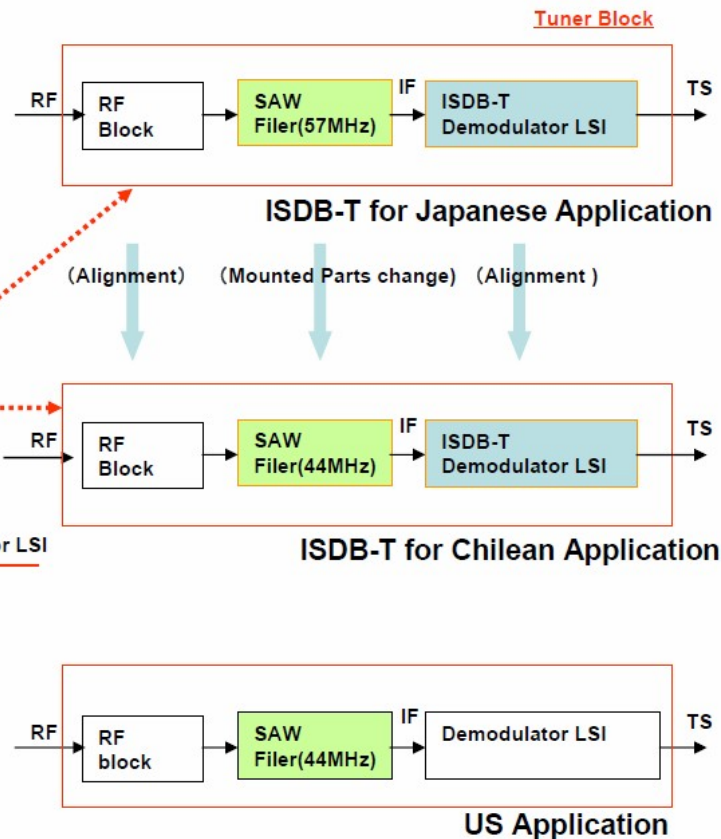 Tuner Block
RF
RF
Block
SAW
Filer(57MHz)
IF
ISDB-T
Demodulator LSI
TS
ISDB-T for Japanese Application
(Alignment)
(Mounted Parts change)
(Alignment )
RF
RF
Block
SAW
Filer(44MHz)
IF
ISDB-T
Demodulator LSI
TS
LSI
ISDB-T for Chilean Application
RF
RF
block
SAW
Filer(44MHz)
IF
Demodulator LSI
TS
US Application